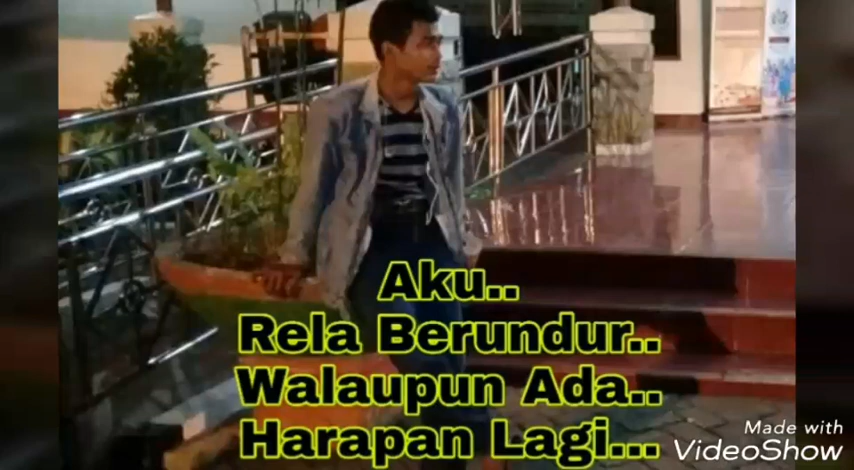 Aku..
Rela Berundur..
Walaupun Ada..
Harapan Lagi...
Made with
VideoShow